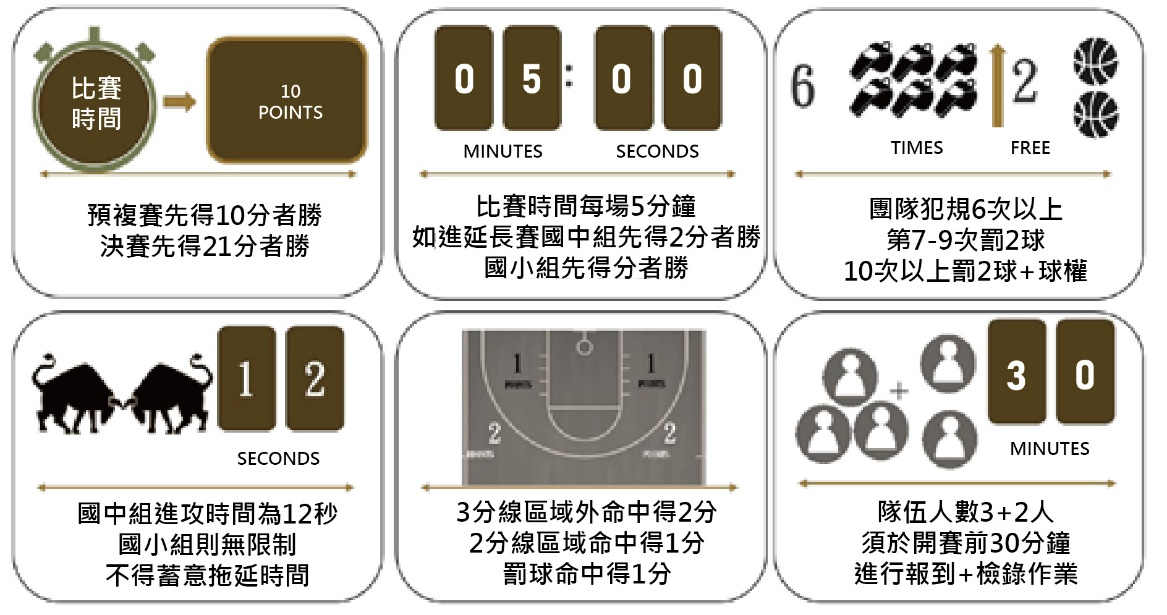 比賽
時間
10
POINTS
預複賽先得10分者勝
決賽先得21分者勝
05:00
MINUTES SECONDS
比賽時間每場5分鐘
如進延長賽國中組先得2分者勝
國小組先得分者勝
6 2
TIMES FREE
團隊犯規6次以上
第7-9次罰2球
10次以上罰2球+球權
12
SECONDS
國中組進攻時間為12秒
國小組則無限制
不得蓄意拖延時間
1 1
POINTS POINTS
2 2
POINTS POINTS
3分線區域外命中得2分
2分線區域命中得1分
罰球命中得1分
+
30
MINUTES
隊伍人數3+2人
須於開賽前30分鐘
進行報到+檢錄作業